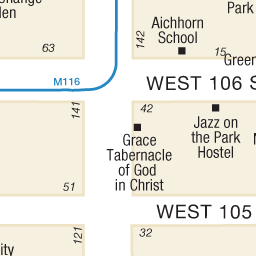 Park
Aichhorn
School
63
142
15
M116
WEST 106 S
141
42
Jazz on
the Park
Hostel
Grace
Tabernacle
of God
in Christ
51
WEST 105
121
32